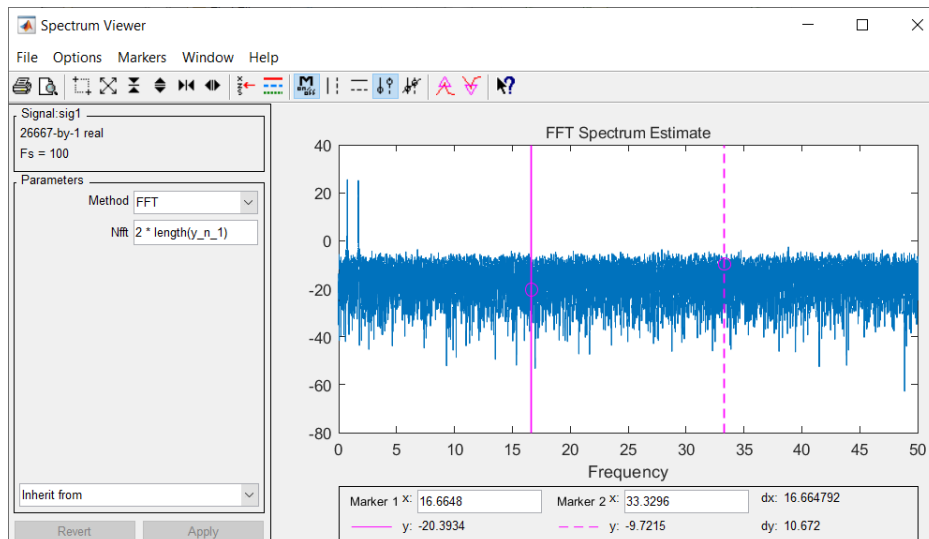 Spectrum Viewer
File Options Markers Window Help
Signal:sig1
26667-by-1 real
Fs = 100
Parameters
Method FFT
Nfft 2 * length(y_n_1)
Inherit from
Revert Apply
FFT Spectrum Estimate
40
20
0
-20
-40
-60
-80
0 5 10 15 20 25 30 35 40 45 50
Frequency
Marker 1 x: 16.6648 Marker 2 x: 33.3296 dx: 16.664792
y: -20.3934 y: -9.7215 dy: 10.672